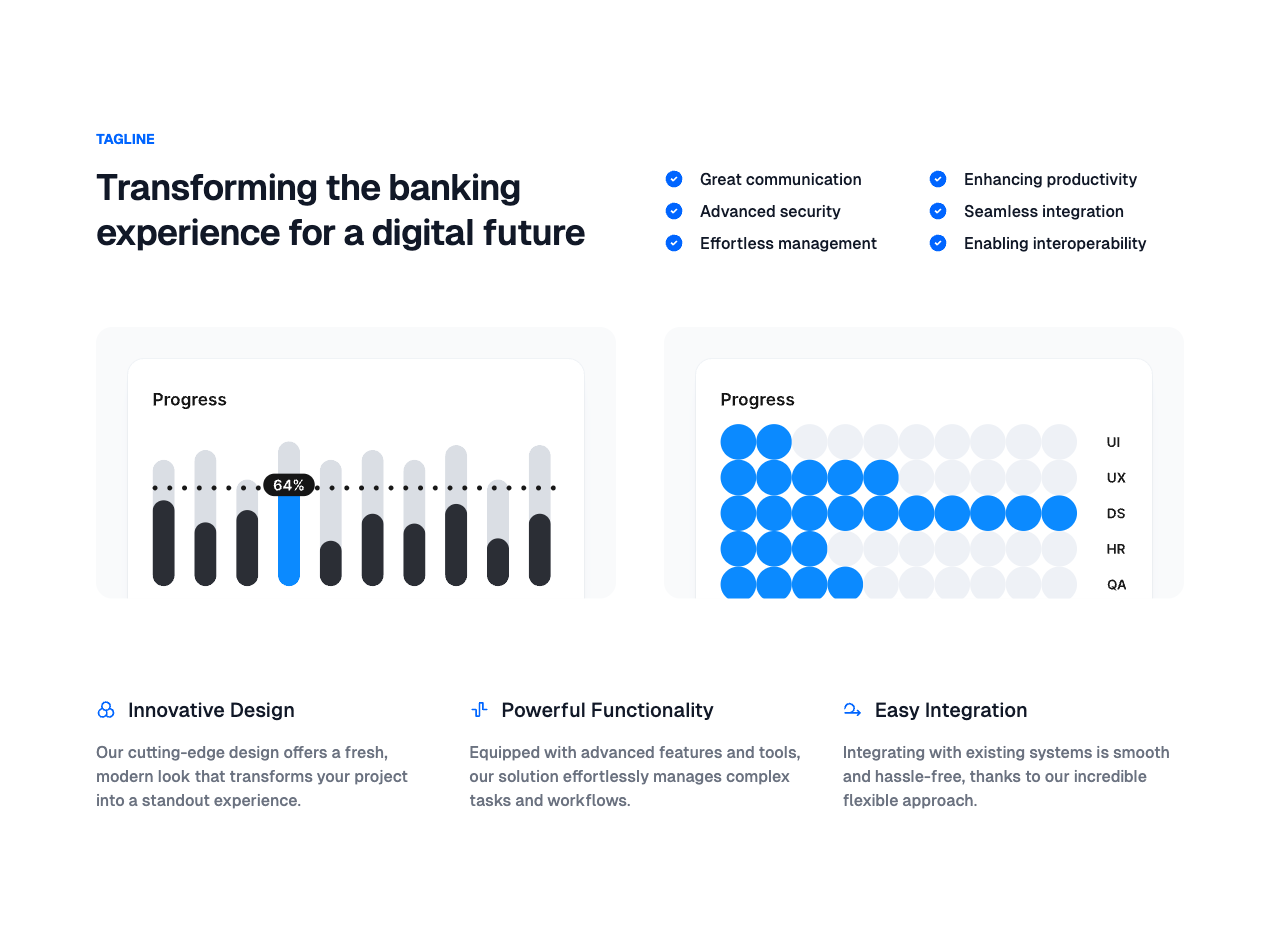 TAGLINE
Transforming the banking
experience for a digital future
Great communication
Advanced security
Effortless management
Enhancing productivity
Seamless integration
Enabling interoperability
Progress
64%
Progress
UI
UX
DS
HR
QA
Innovative Design
Our cutting-edge design offers a fresh,
modern look that transforms your project
into a standout experience.
Powerful Functionality
Equipped with advanced features and tools,
our solution effortlessly manages complex
tasks and workflows.
Easy Integration
Integrating with existing systems is smooth
and hassle-free, thanks to our incredible
flexible approach.